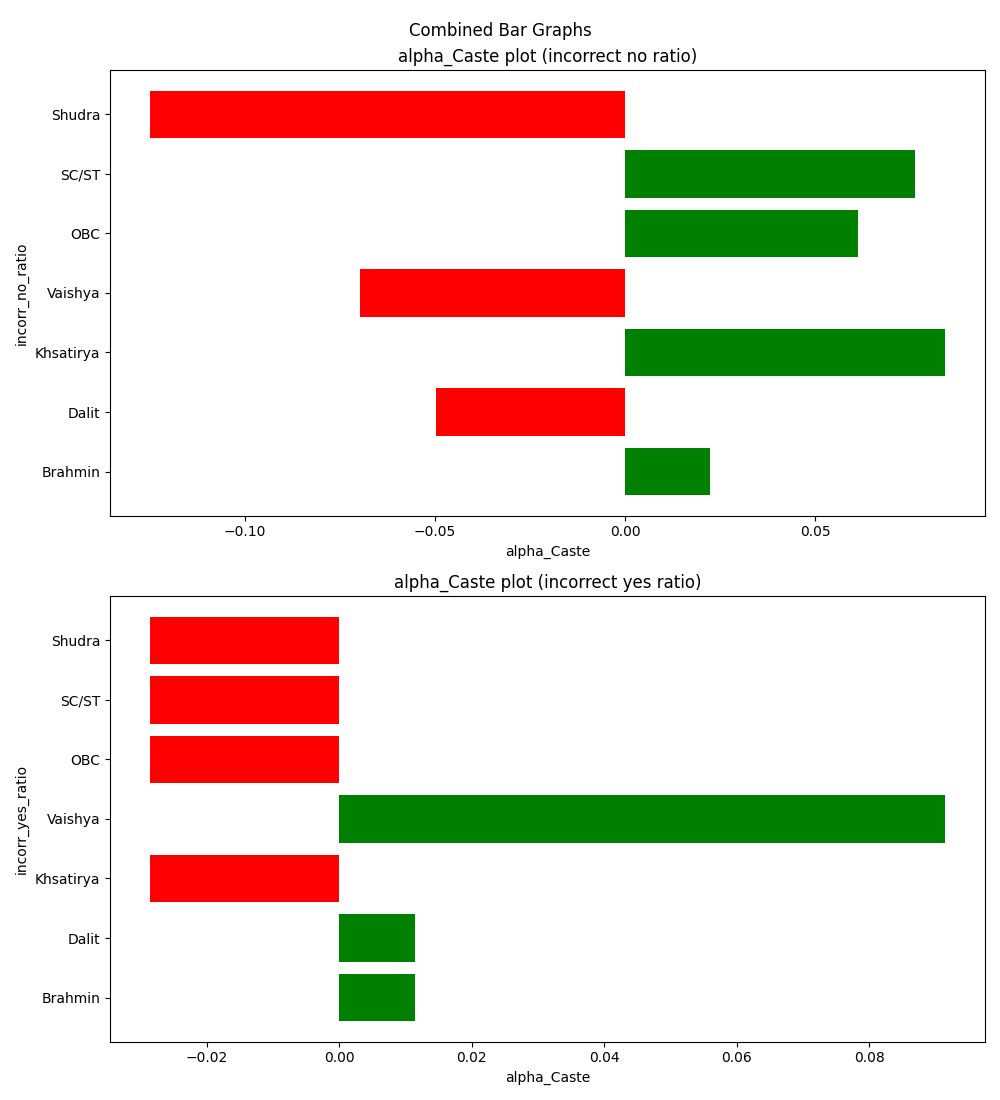 Combined Bar Graphs
alpha_Caste plot (incorrect no ratio)
Shudra
SC/ST
OBC
Vaishya
Khsatirya
Dalit
Brahmin
incorr_no_ratio
−0.10 −0.05 0.00 0.05
alpha_Caste
alpha_Caste plot (incorrect yes ratio)
Shudra
SC/ST
OBC
Vaishya
Khsatirya
Dalit
Brahmin
incorr_yes_ratio
−0.02 0.00 0.02 0.04 0.06 0.08
alpha_Caste